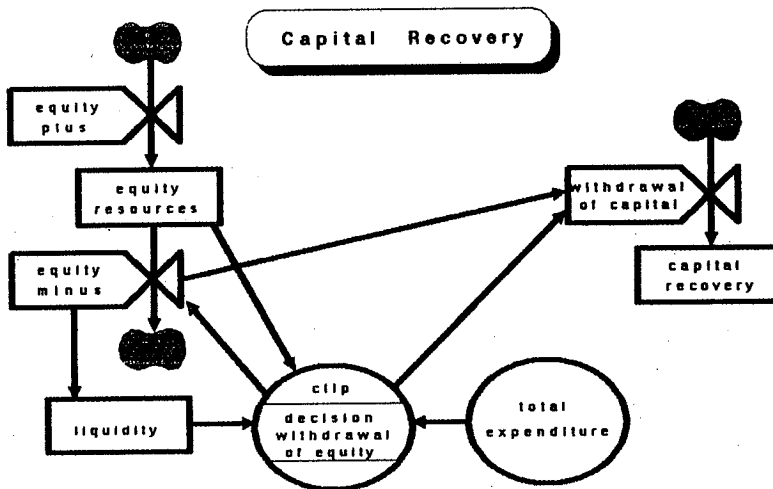 Capital Recovery
equity
plus
equity
resources
withdrawal
of capital
equity
minus
capital
recovery
clip
decision
withdrawal
of equity
total
expenditure
liquidity